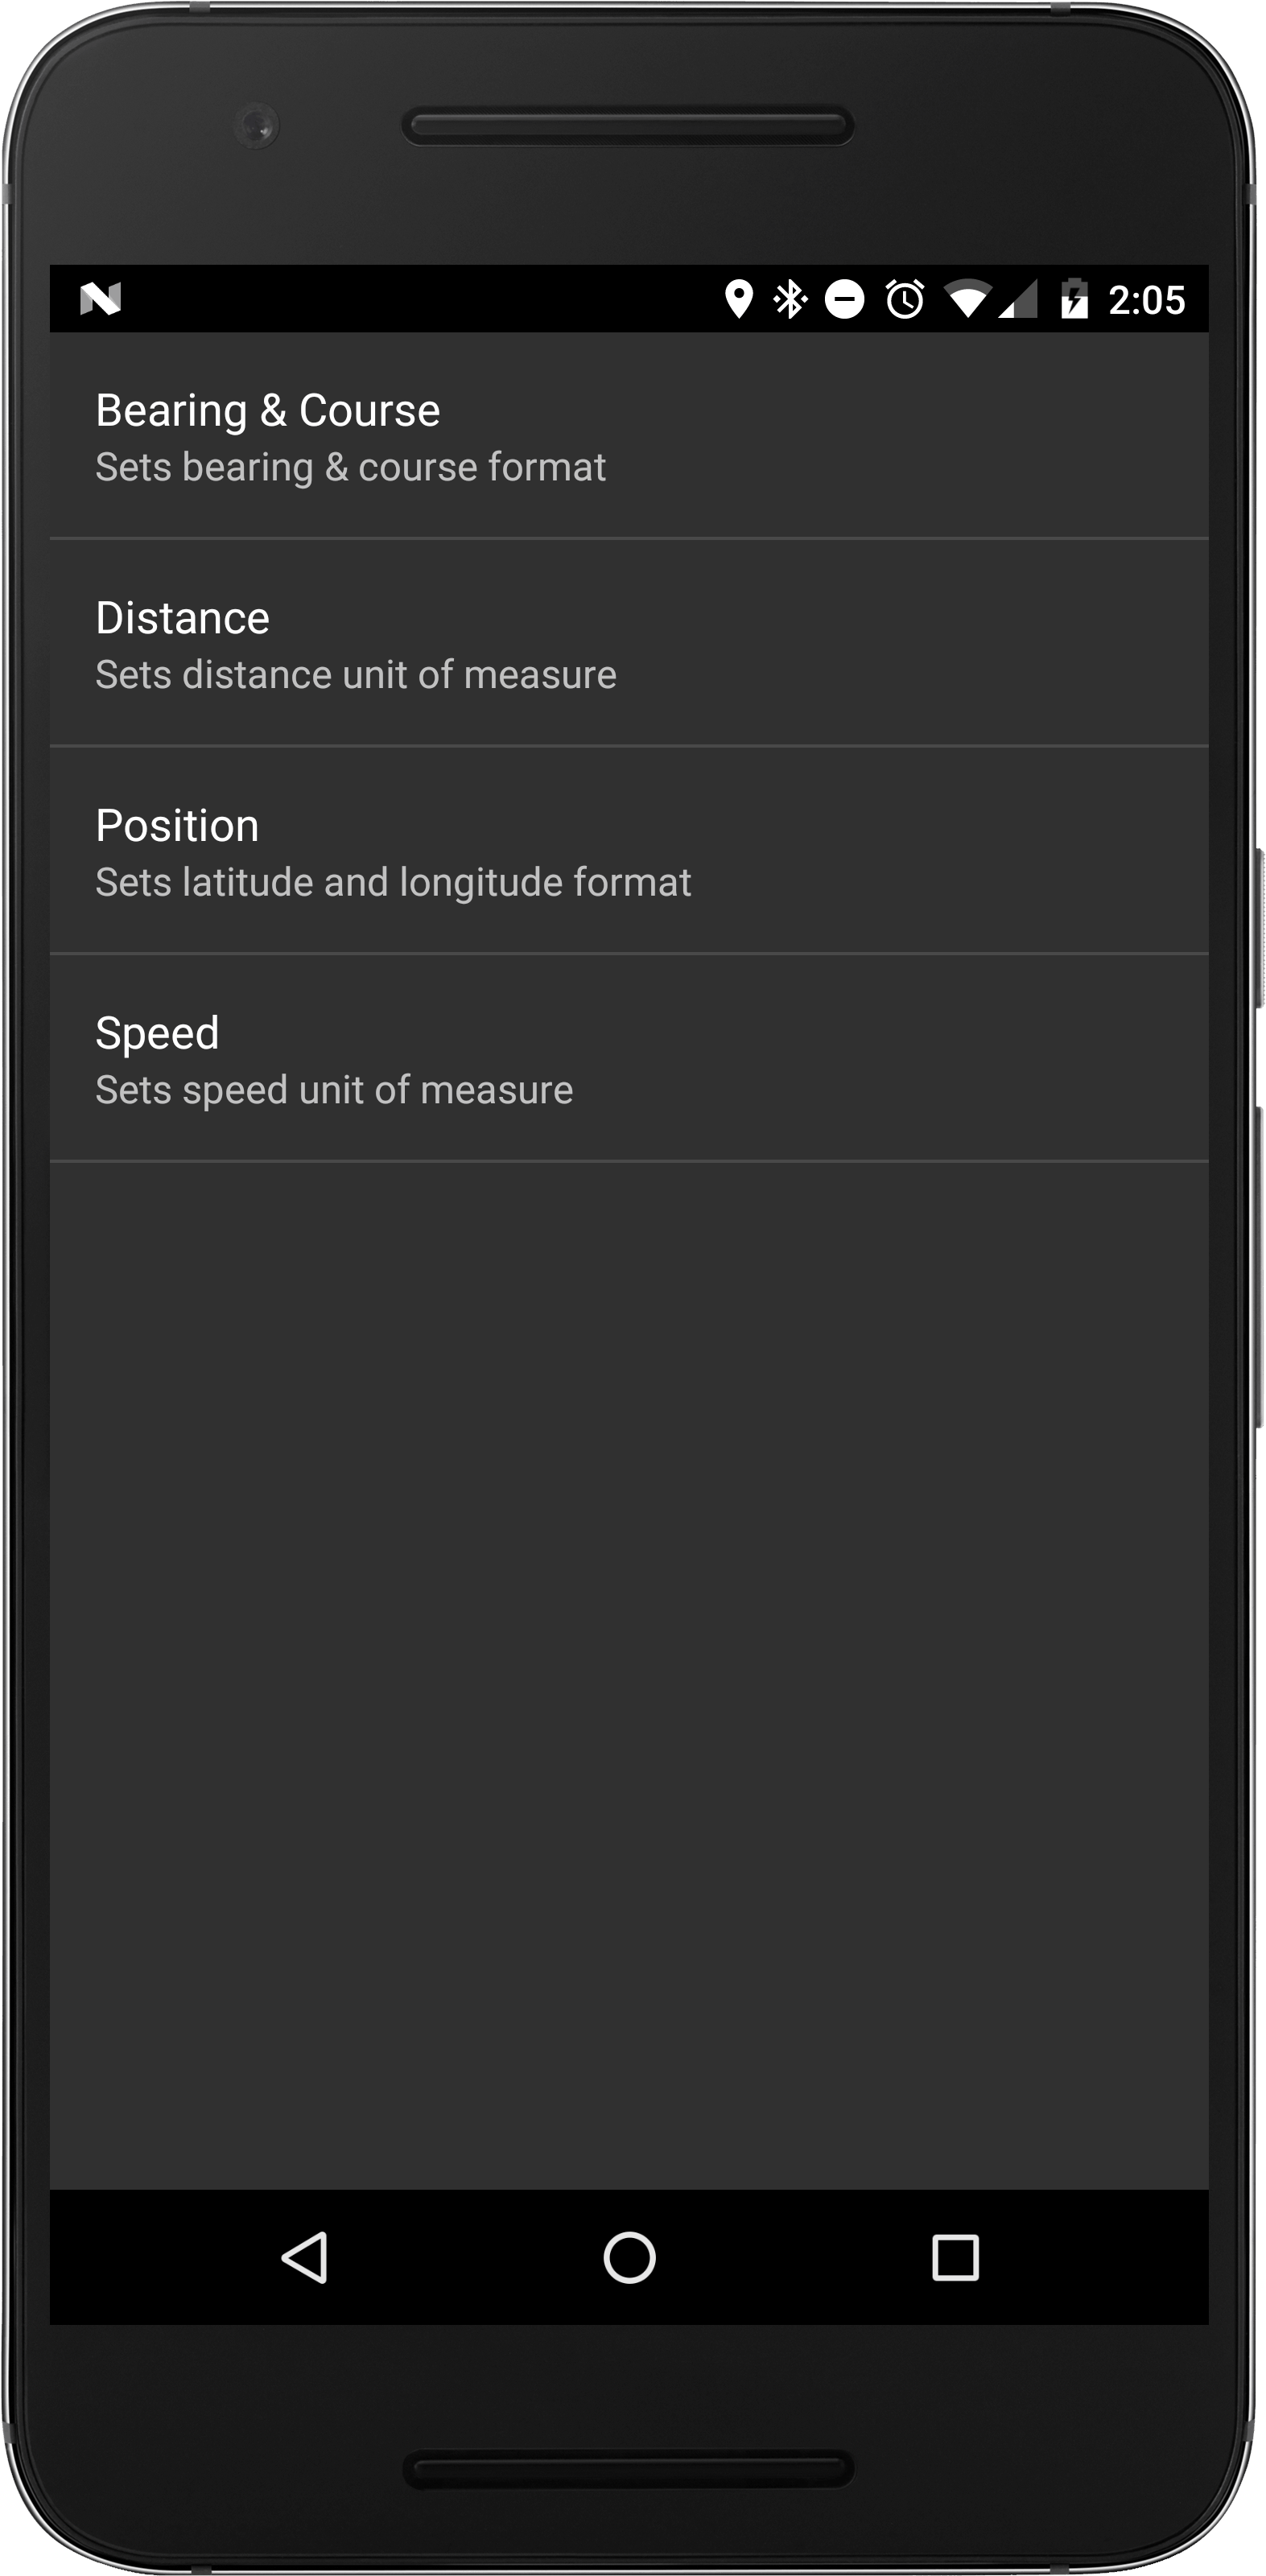 2:05
Bearing & Course
Sets bearing & course format
Distance
Sets distance unit of measure
Position
Sets latitude and longitude format
Speed
Sets speed unit of measure